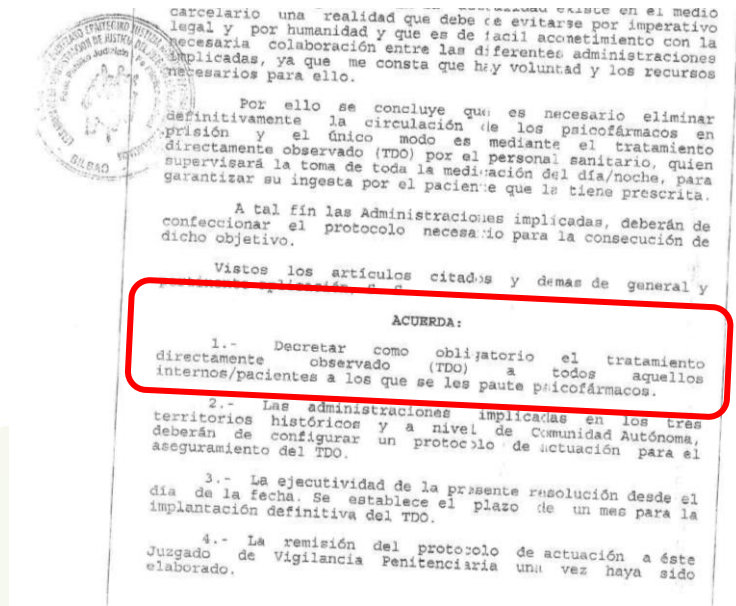 carcelario una realidad que debe de evitarse por imperativo
legal y por humanidad y que es de facil acometimiento con la
necesaria colaboración entre las diferentes administraciones
implicadas, ya que me consta que hay voluntad y los recursos
necesarios para ello.
Por ello se concluye que es necesario eliminar
definitivamente la circulación de los psicofármacos en
prisión y el único modo es mediante el tratamiento
directamente observado (TDO) por el personal sanitario, quien
supervisará la toma de toda la medicación del día/noche, para
garantizar su ingesta por el paciente que la tiene prescrita.
A tal fín las Administraciones implicadas, deberán de
confeccionar el protocolo necesario para la consecución de
dicho objetivo.
Vistos los artículos citados y demas de general y
ACUERDA:
1.- Decretar como obligatorio el tratamiento
directamente observado (TDO) a todos aquellos
internos/pacientes a los que se les paute psicofármacos.
2.- Las administraciones implicadas en los tres
territorios históricos y a nivel de Comunidad Autónoma,
deberán de configurar un protocolo de actuación para el
aseguramiento del TDO.
3.- La ejecutividad de la presente resolución desde el
día de la fecha. Se establece el plazo de un mes para la
implantación definitiva del TDO.
4.- La remisión del protocolo de actuación a éste
Juzgado de Vigilancia Penitenciaria una vez haya sido
elaborado.
BILBAO